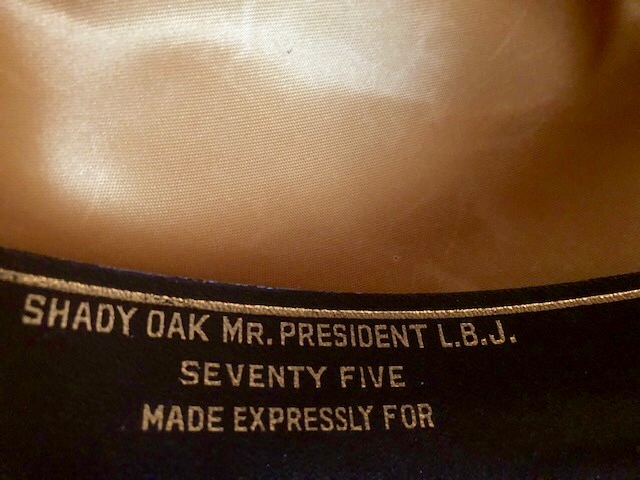 SHADY OAK MR. PRESIDENT L.B.J.
SEVENTY FIVE
MADE EXPRESSLY FOR